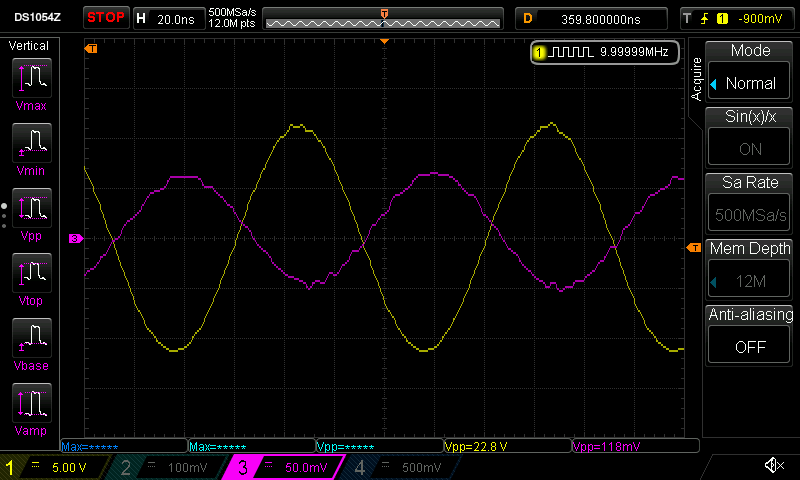 DS1054Z STOP H 20.0ns 500MSa/s 12.0M pts T D 359.800000ns T 1 -900mV
Vertical
1 9.99999MHz
Vmax
Vmin
Vpp
Vtop
Vbase
Vamp
T
3
T
Acquire
Mode
Normal
Sin(x)/x
ON
Sa Rate
500MSa/s
Mem Depth
12M
Anti-aliasing
OFF
Max=***** Max=***** Vpp=***** Vpp=22.8 V Vpp=118mV
1 5.00 V 2 100mV 3 50.0mV 4 500mV